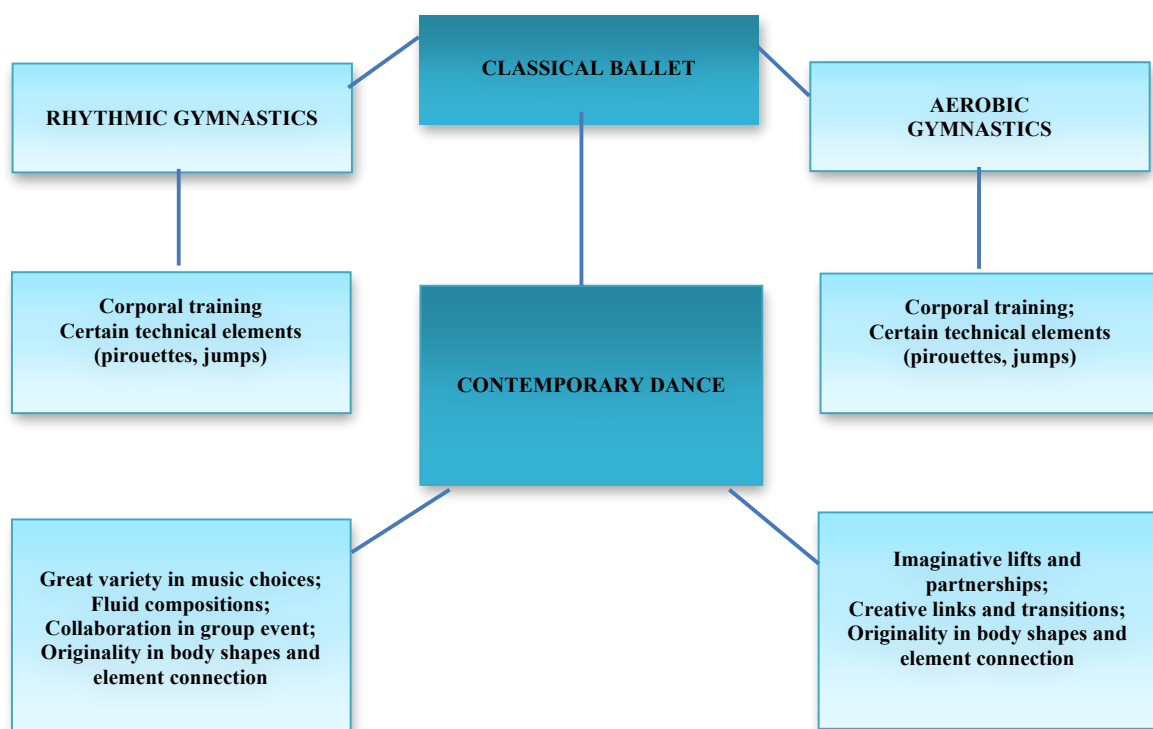 CLASSICAL BALLET
RHYTHMIC GYMNASTICS
AEROBIC
GYMNASTICS
Corporal training
Certain technical elements
(pirouettes, jumps)
CONTEMPORARY DANCE
Corporal training;
Certain technical elements
(pirouettes, jumps)
Great variety in music choices;
Fluid compositions;
Collaboration in group event;
Originality in body shapes and
element connection
Imaginative lifts and
partnerships;
Creative links and transitions;
Originality in body shapes and
element connection